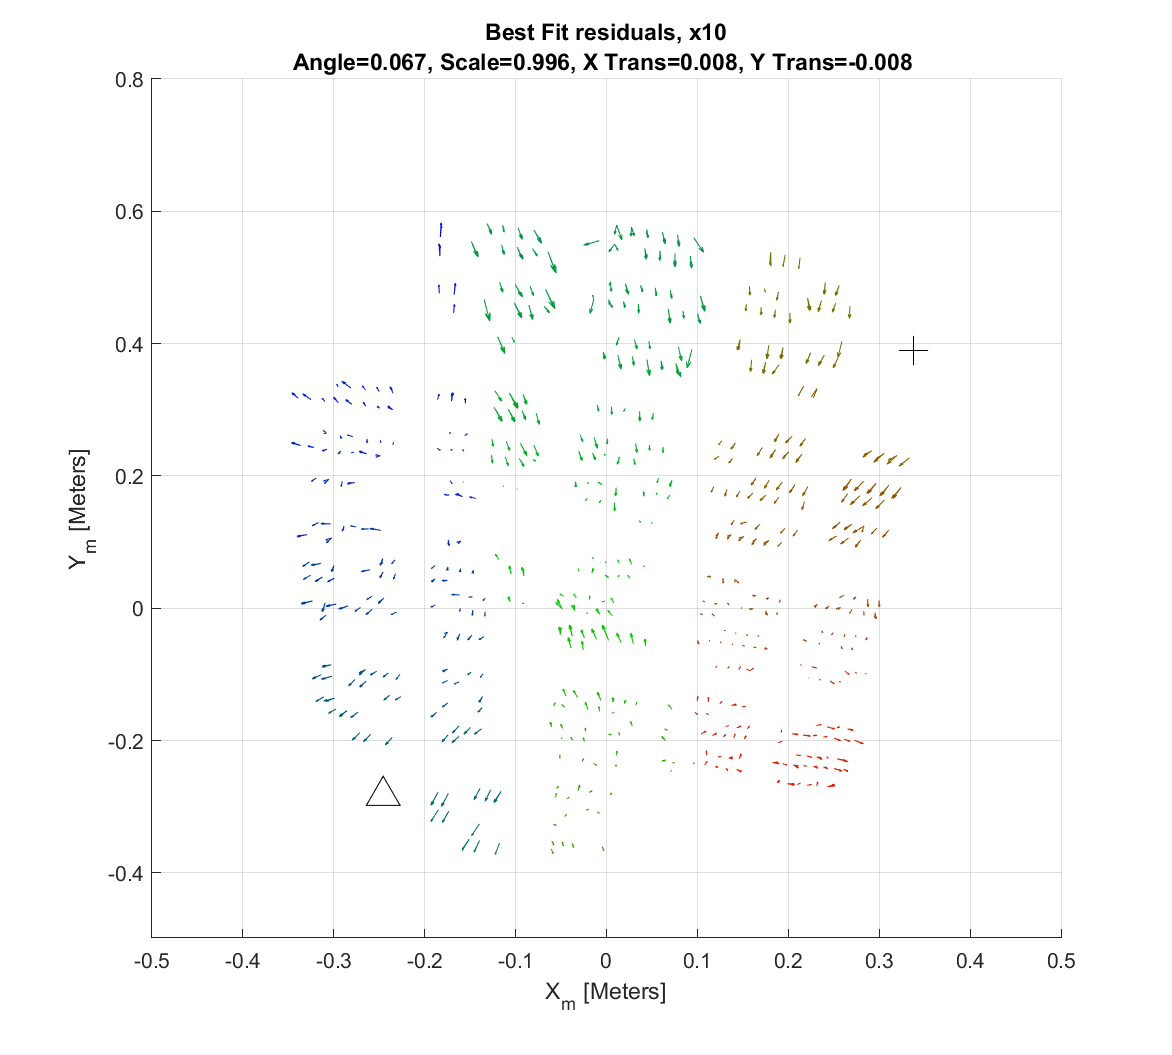 Best Fit residuals, x10
Angle=0.067, Scale=0.996, X Trans=0.008, Y Trans=-0.008
0.8
0.6
0.4
0.2
0
-0.2
-0.4
Y_m [Meters]
-0.5 -0.4 -0.3 -0.2 -0.1 0 0.1 0.2 0.3 0.4 0.5
X_m [Meters]